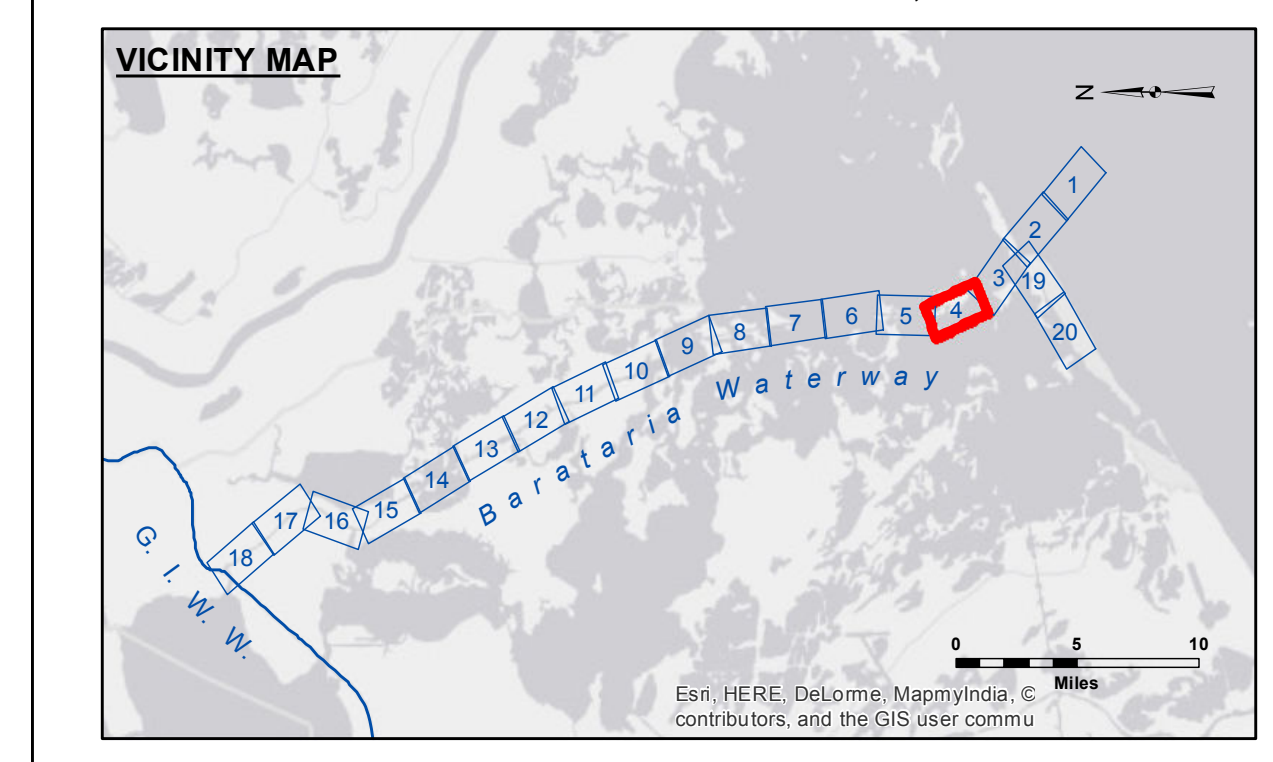 VICINITY MAP
N
1
2
3
19
4
20
5
6
7
8
9
10
11
12
13
14
15
16
17
18
Barataria Waterway
G. I. W. W.
0 5 10
Miles
Esri, HERE, DeLorme, MapmyIndia, ©
contributors, and the GIS user commu